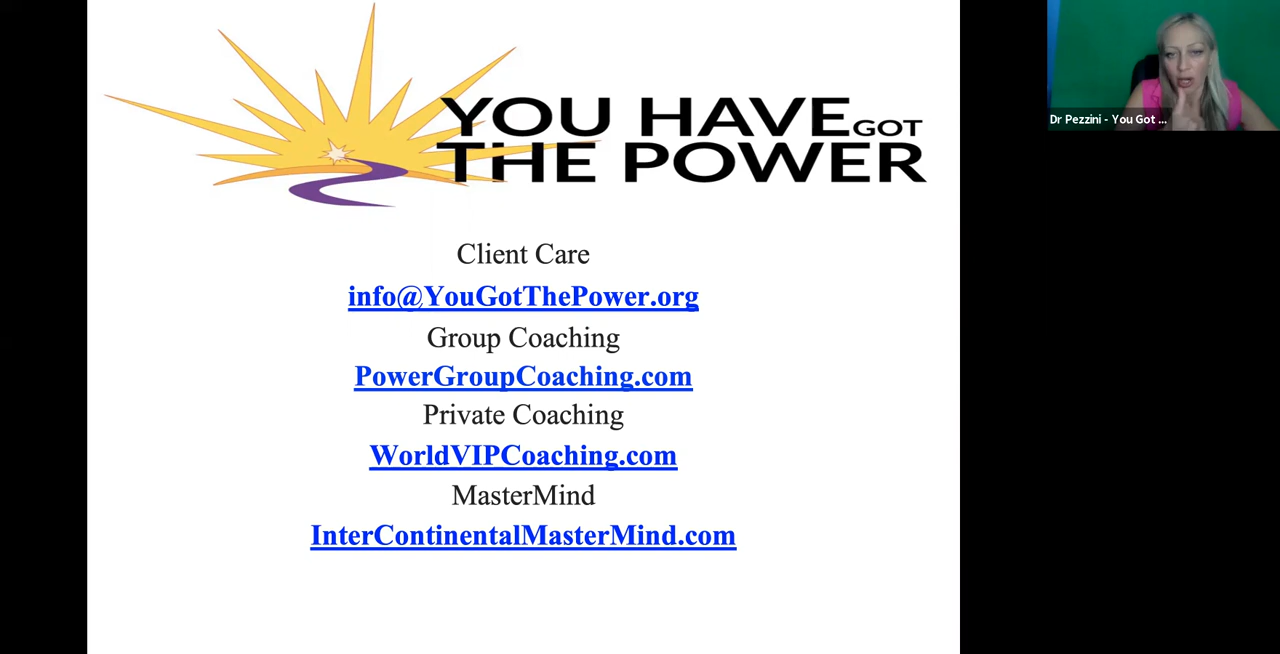 YOU HAVE GOT
THE POWER
Dr Pezzini - You Got ...
Client Care
info@YouGotThePower.org
Group Coaching
PowerGroupCoaching.com
Private Coaching
WorldVIPCoaching.com
MasterMind
InterContinentalMasterMind.com